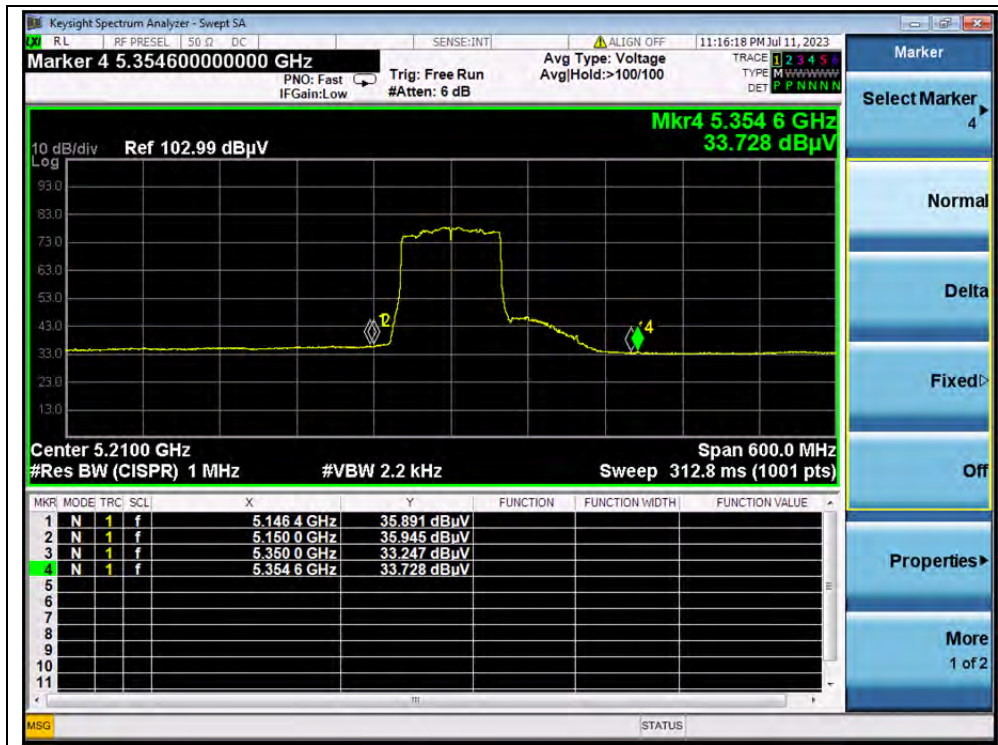 Keysight Spectrum Analyzer - Swept SA
LXI RL RF PRESEL 50 Ω DC SENSE:INT ALIGN OFF 11:16:18 PM Jul 11, 2023
Marker 4 5.354600000000 GHz
PNO: Fast
IFGain:Low
Trig: Free Run
#Atten: 6 dB
Avg Type: Voltage
Avg|Hold:>100/100
TRACE 1 2 3 4 5 6
TYPE M W W W W W
DET P P N N N N
Mkr4 5.354 6 GHz
33.728 dBµV
10 dB/div Ref 102.99 dBµV
Log
93.0
83.0
73.0
63.0
53.0
43.0
33.0
23.0
13.0
2
4
Center 5.2100 GHz Span 600.0 MHz
#Res BW (CISPR) 1 MHz #VBW 2.2 kHz Sweep 312.8 ms (1001 pts)
MKR MODE TRC SCL X Y FUNCTION FUNCTION WIDTH FUNCTION VALUE
1 N 1 f 5.146 4 GHz 35.891 dBµV
2 N 1 f 5.150 0 GHz 35.945 dBµV
3 N 1 f 5.350 0 GHz 33.247 dBµV
4 N 1 f 5.354 6 GHz 33.728 dBµV
5
6
7
8
9
10
11
MSG STATUS
Marker
Select Marker
4
Normal
Delta
Fixed
Off
Properties
More
1 of 2